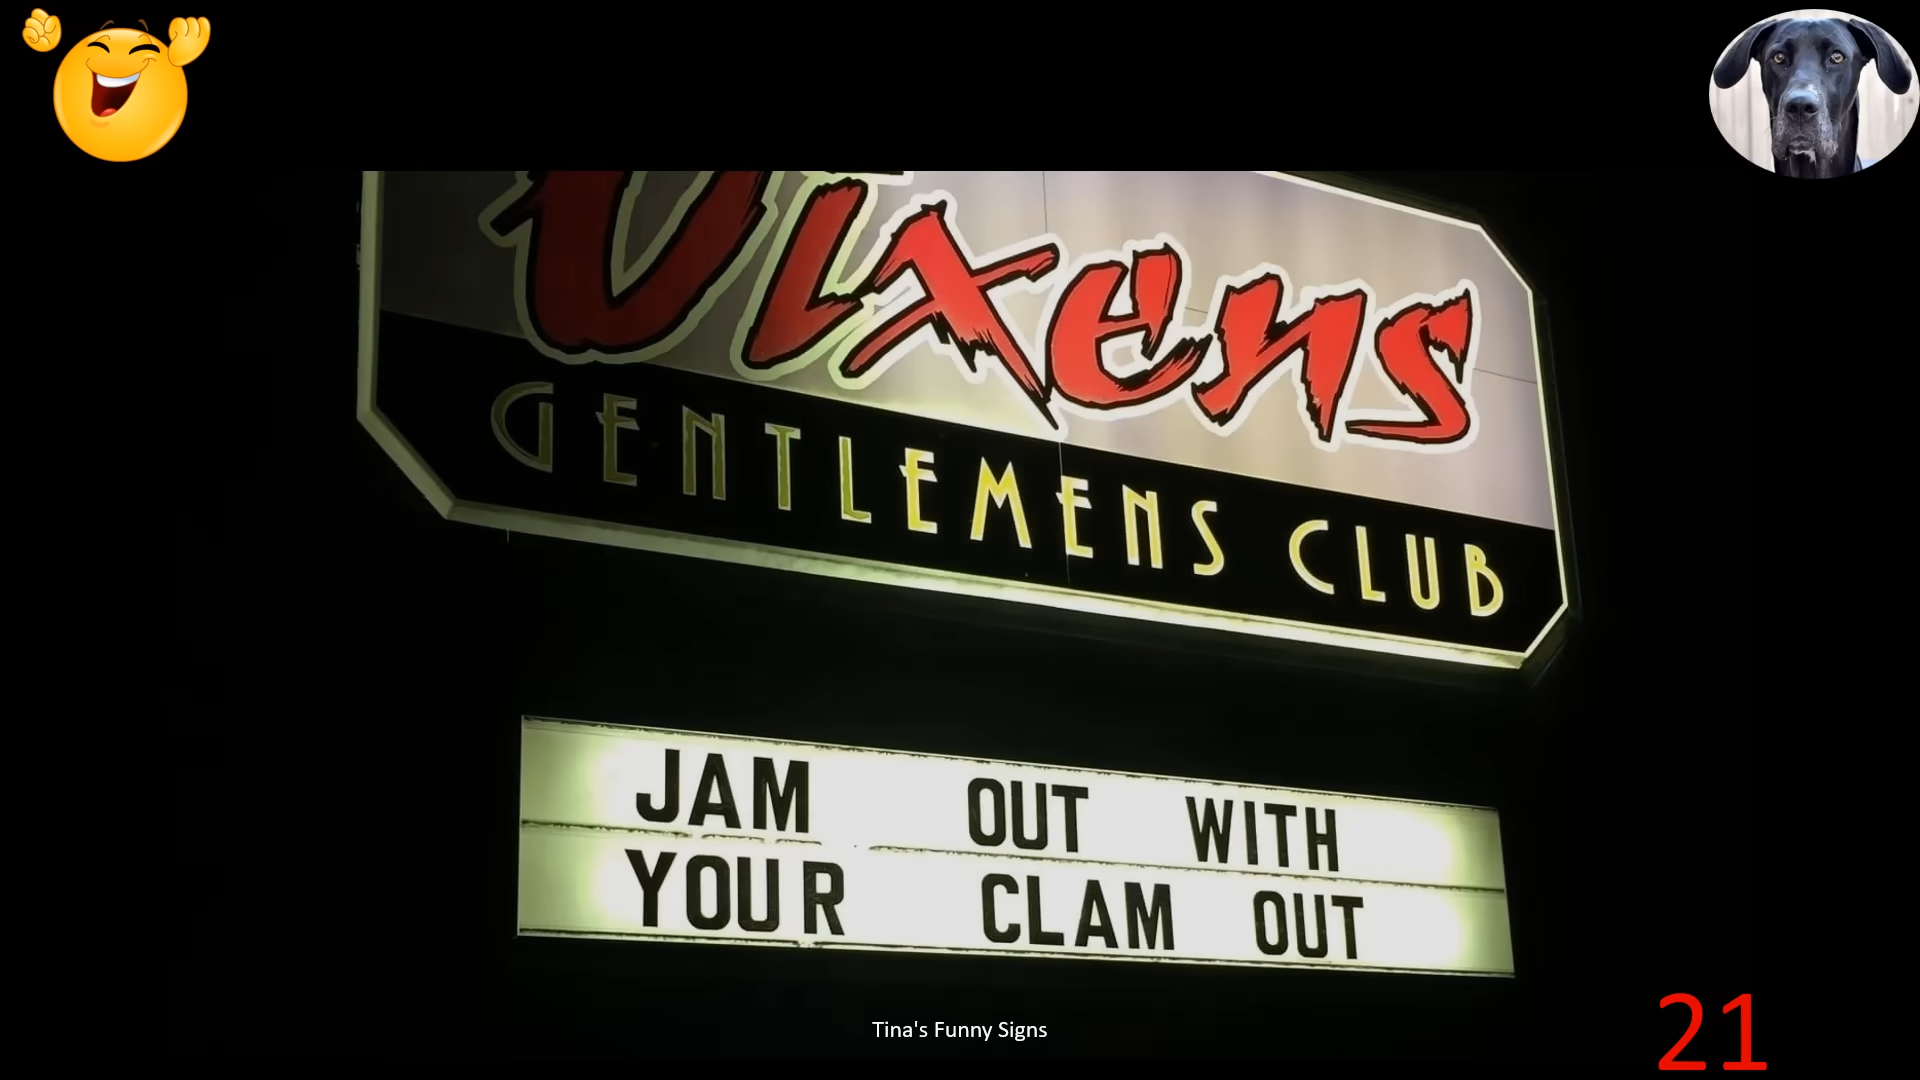 Vixens
GENTLEMENS CLUB
JAM OUT WITH
YOUR CLAM OUT
Tina's Funny Signs
21